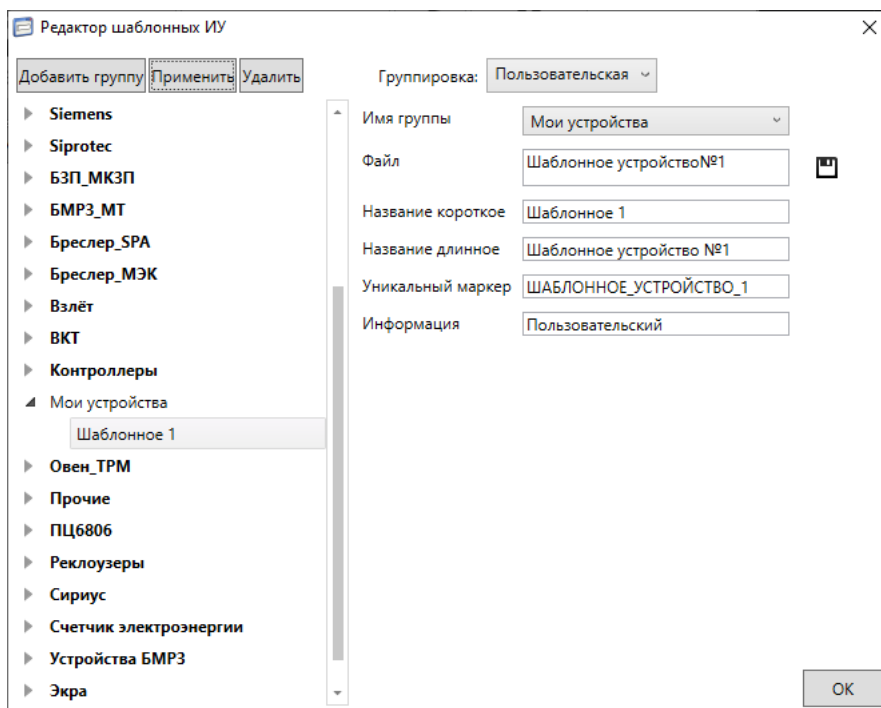 Редактор шаблонных ИУ
Добавить группу Применить Удалить Группировка: Пользовательская
Siemens
Siprotec
БЗП_МКЗП
БМРЗ_МТ
Бреслер_SPA
Бреслер_МЭК
Взлёт
ВКТ
Контроллеры
Мои устройства
Шаблонное 1
Овен_ТРМ
Прочие
ПЦ6806
Реклоузеры
Сириус
Счетчик электроэнергии
Устройства БМРЗ
Экра
Имя группы Мои устройства
Файл Шаблонное устройство№1
Название короткое Шаблонное 1
Название длинное Шаблонное устройство №1
Уникальный маркер ШАБЛОННОЕ_УСТРОЙСТВО_1
Информация Пользовательский
OK